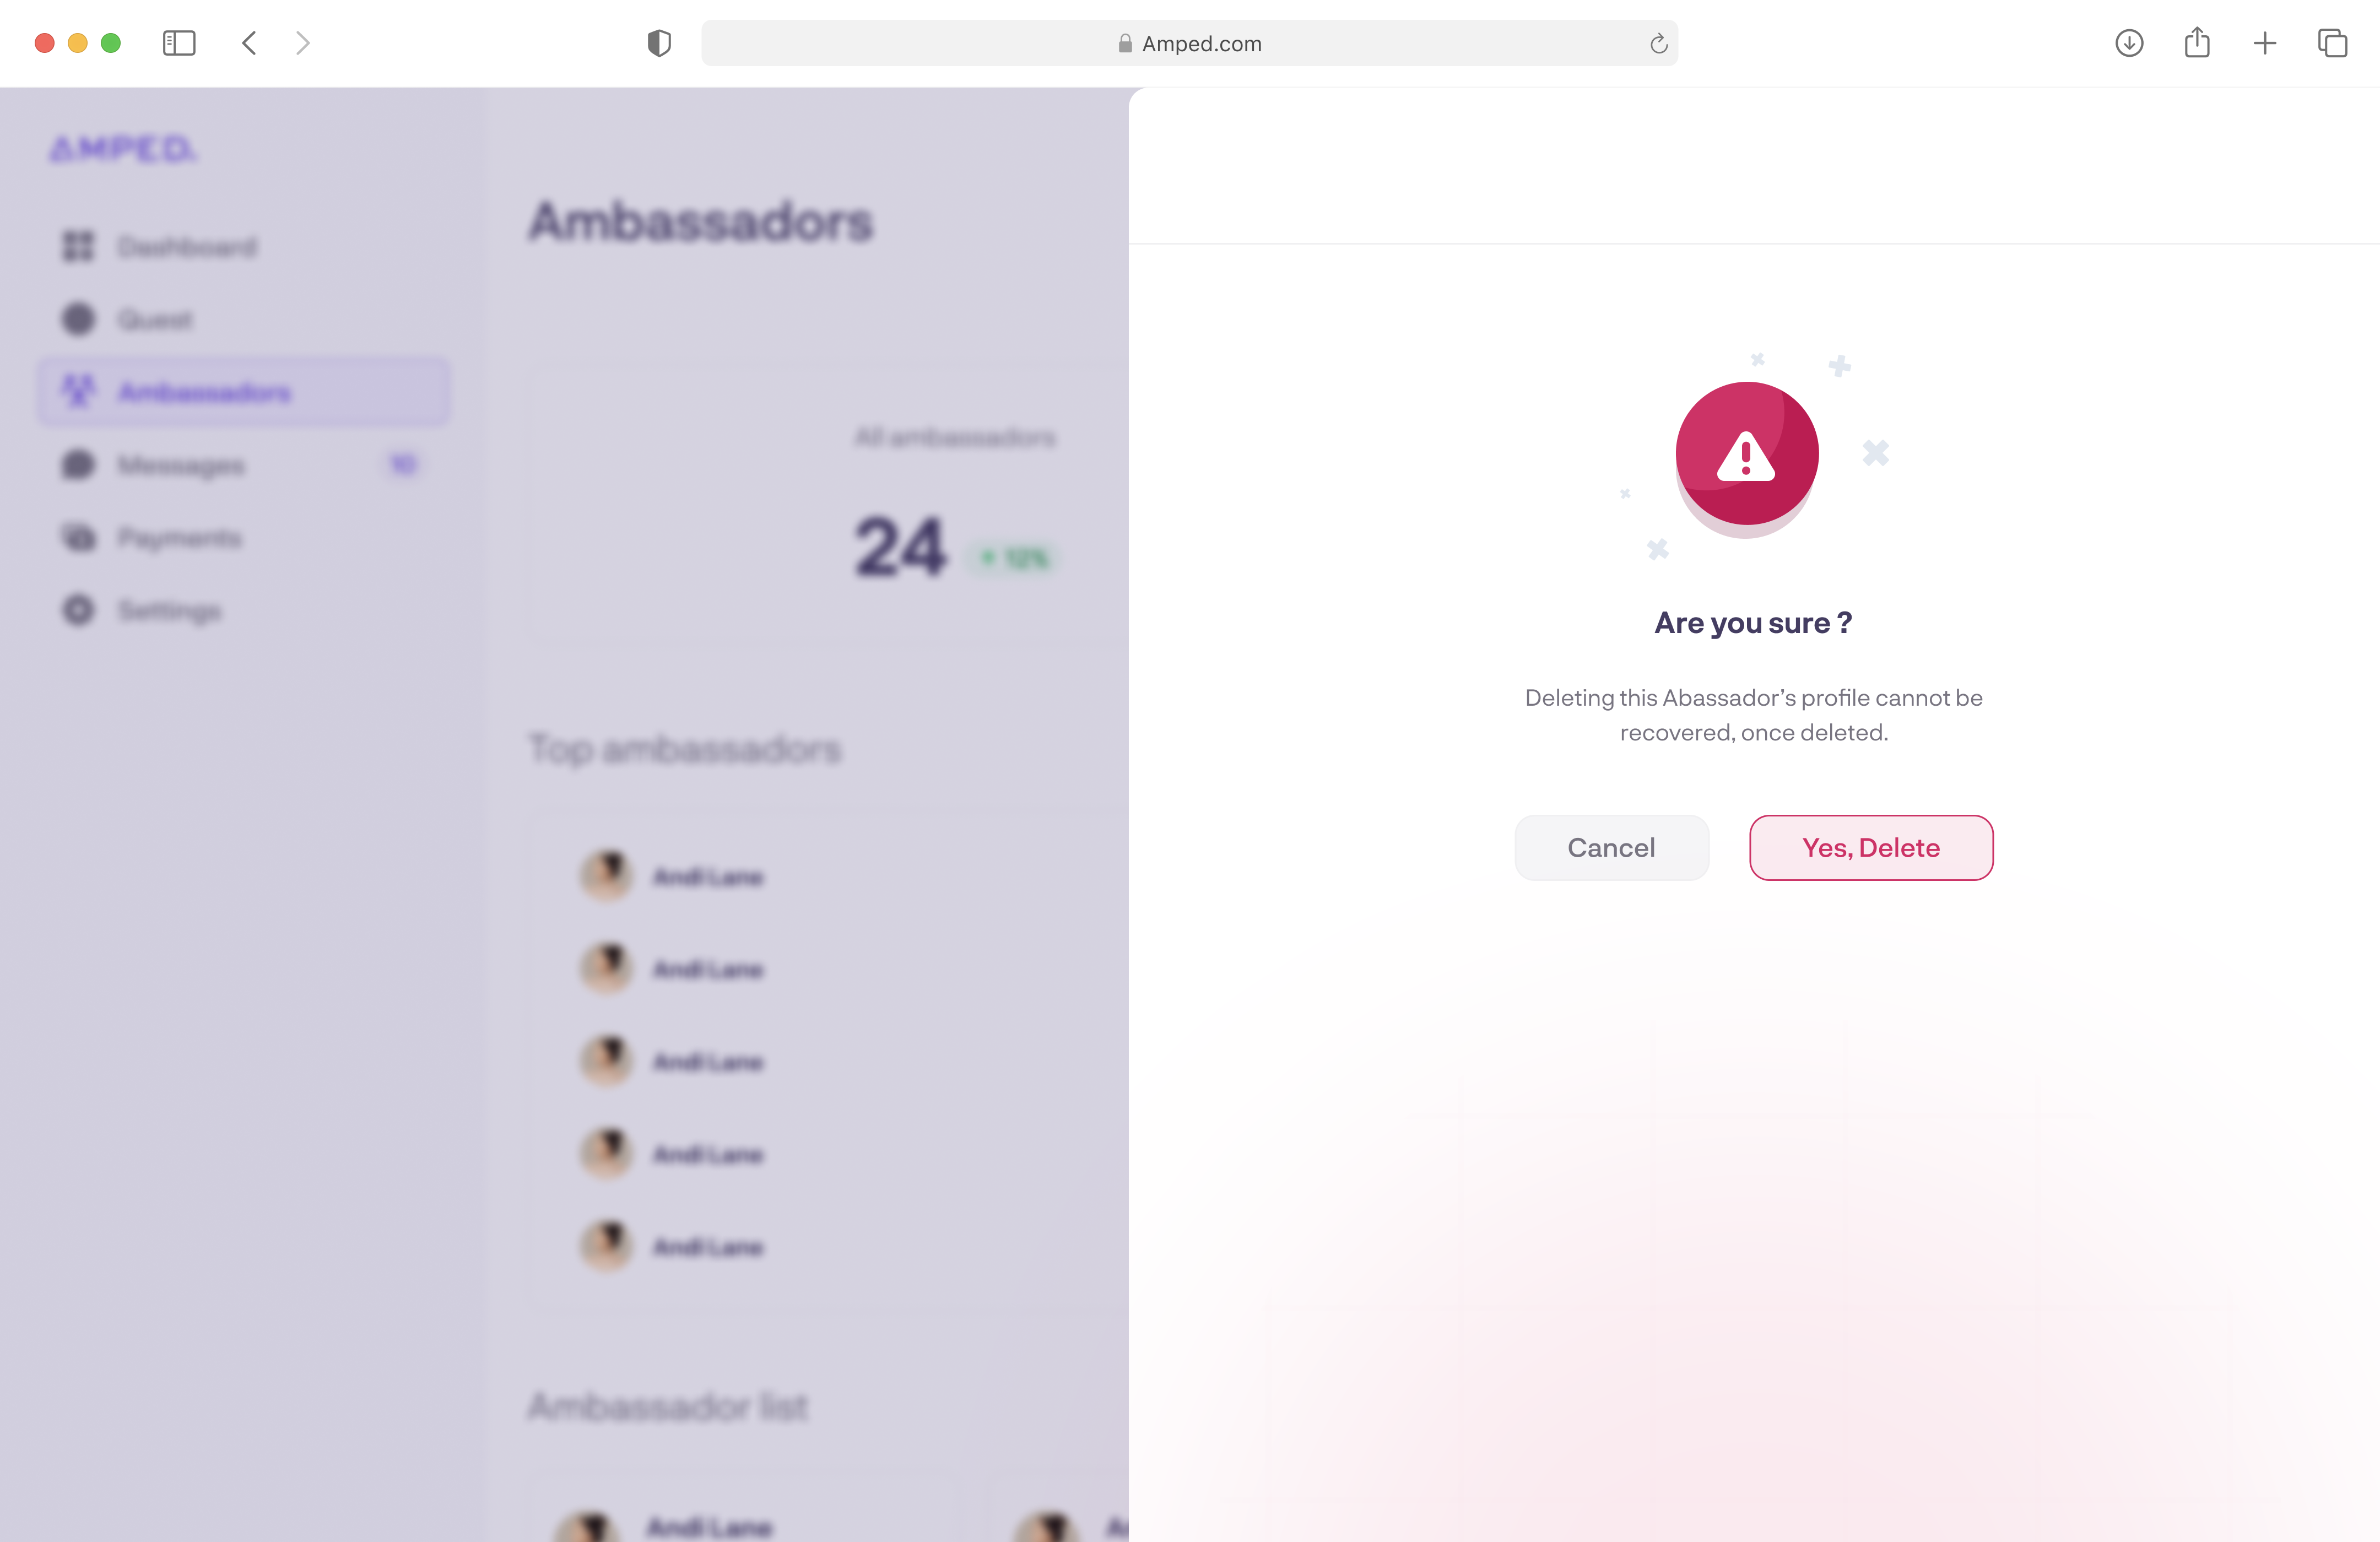 Amped.com
AMPED.
Dashboard
Quest
Ambassadors
Messages 10
Payments
Settings
Ambassadors
All ambassadors
24 12%
Top ambassadors
Andi Lane
Andi Lane
Andi Lane
Andi Lane
Andi Lane
Ambassador list
Andi Lane
Are you sure ?
Deleting this Abassador’s profile cannot be
recovered, once deleted.
Cancel
Yes, Delete